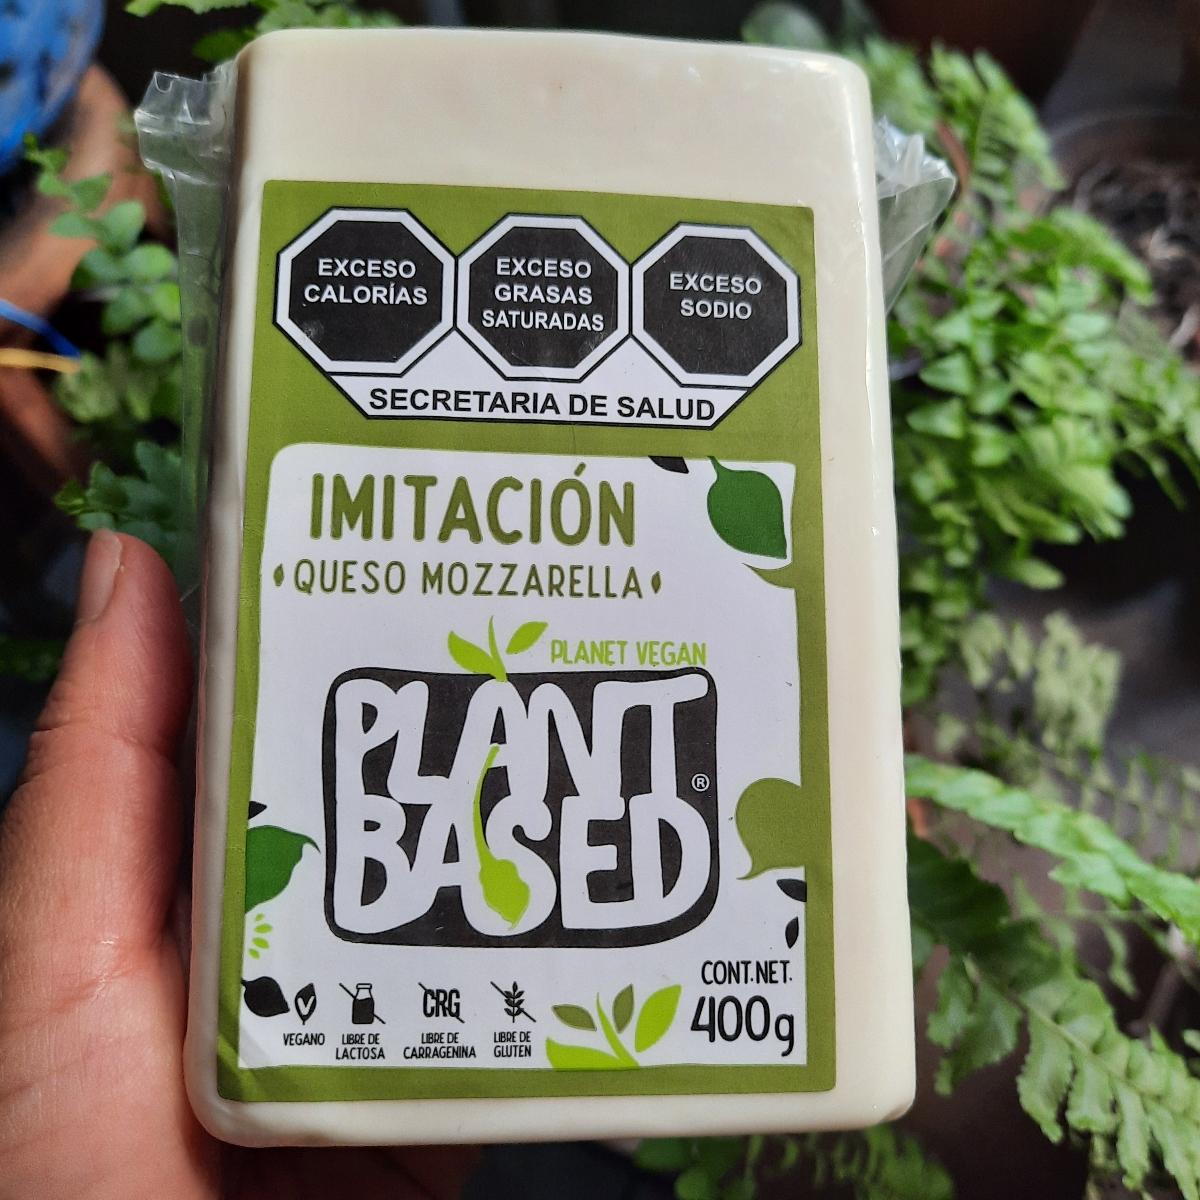 EXCESO
CALORÍAS
EXCESO
GRASAS
SATURADAS
EXCESO
SODIO
SECRETARIA DE SALUD
IMITACIÓN
QUESO MOZZARELLA
PLANET VEGAN
PLANT
BASED
®
VEGANO
LIBRE DE
LACTOSA
CRG
LIBRE DE
CARRAGENINA
LIBRE DE
GLUTEN
CONT.NET.
400g